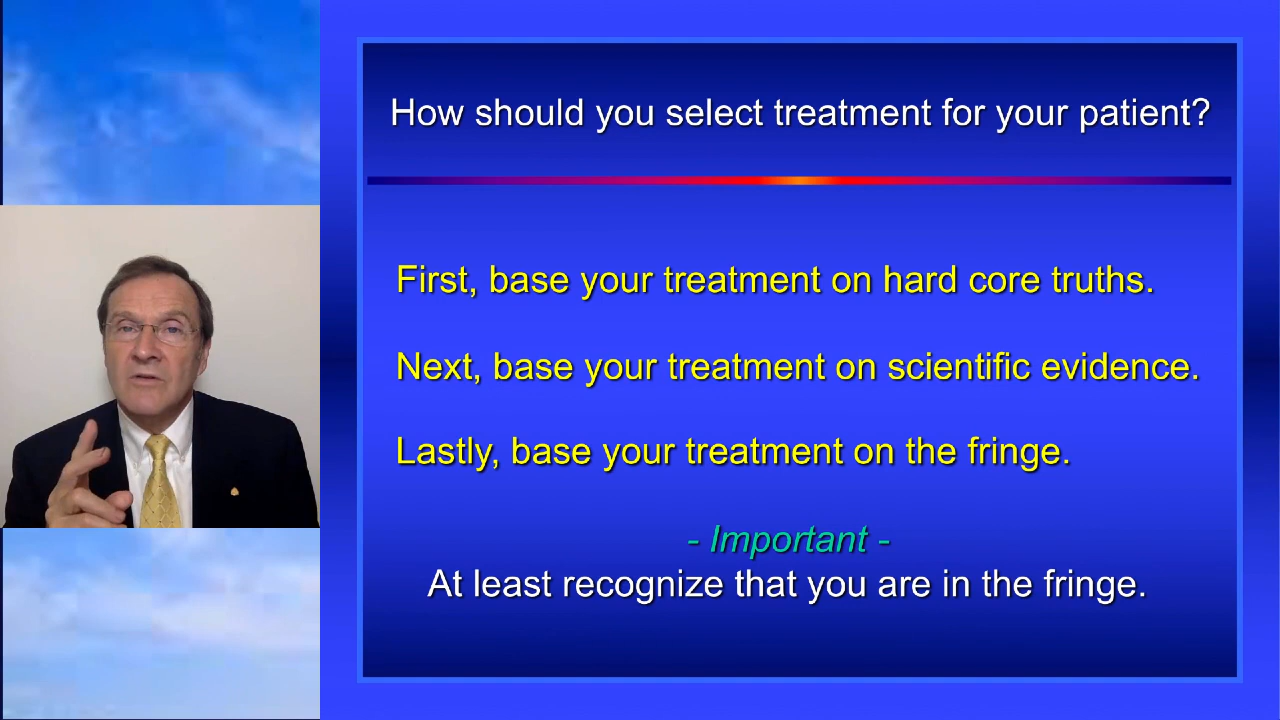 How should you select treatment for your patient?
First, base your treatment on hard core truths.
Next, base your treatment on scientific evidence.
Lastly, base your treatment on the fringe.
- Important -
At least recognize that you are in the fringe.